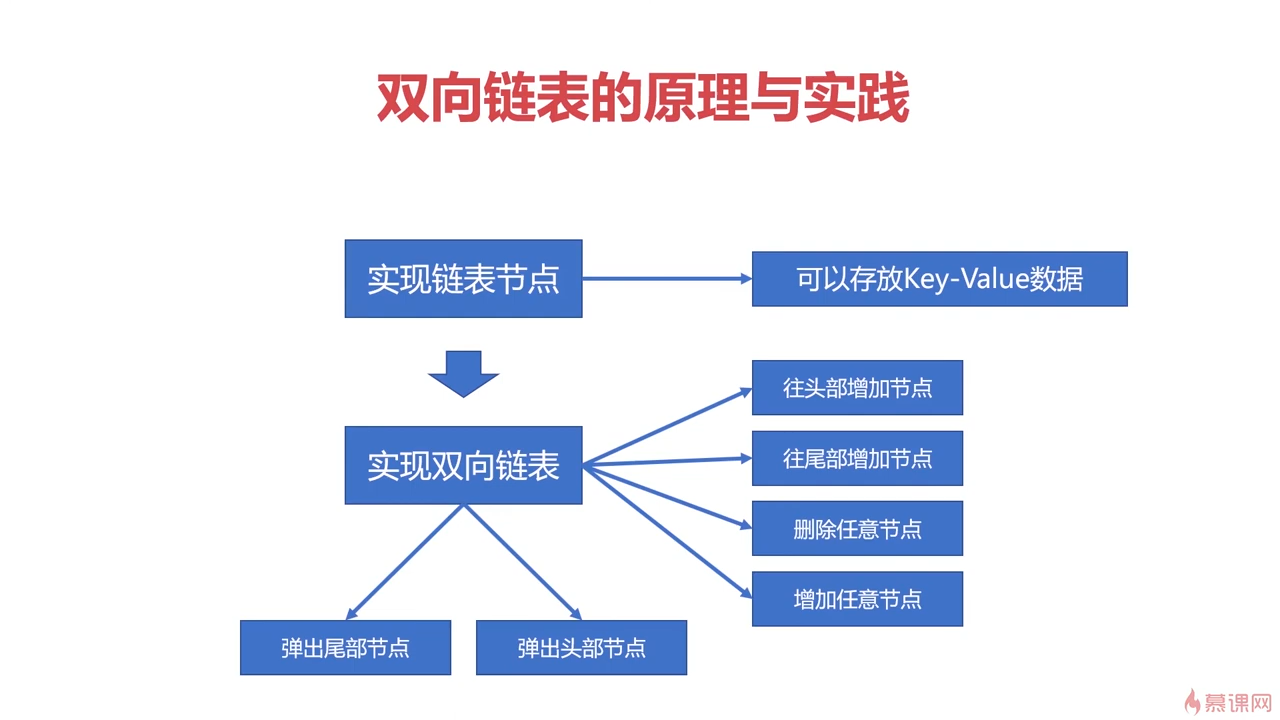 双向链表的原理与实践
实现链表节点
可以存放Key-Value数据
实现双向链表
往头部增加节点
往尾部增加节点
删除任意节点
增加任意节点
弹出尾部节点
弹出头部节点
慕课网